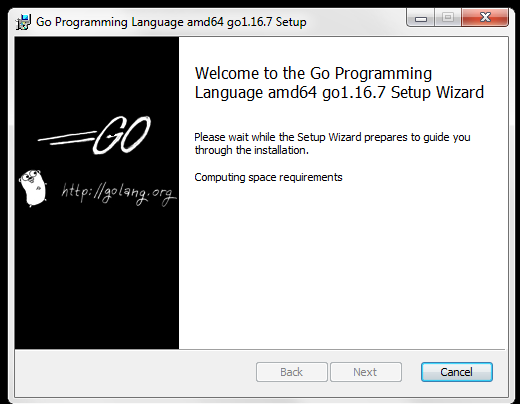 Go Programming Language amd64 go1.16.7 Setup
Welcome to the Go Programming
Language amd64 go1.16.7 Setup Wizard
GO
http://golang.org
Please wait while the Setup Wizard prepares to guide you
through the installation.
Computing space requirements
Back
Next
Cancel